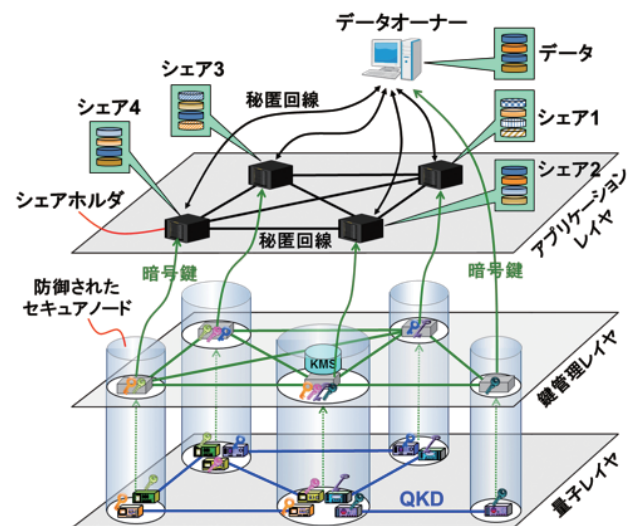 データオーナー
データ
シェア3
秘匿回線
シェア4
シェア1
シェア2
シェアホルダ
秘匿回線
アプリケーション
レイヤ
暗号鍵
暗号鍵
防御された
セキュアノード
KMS
鍵管理レイヤ
QKD
量子レイヤ